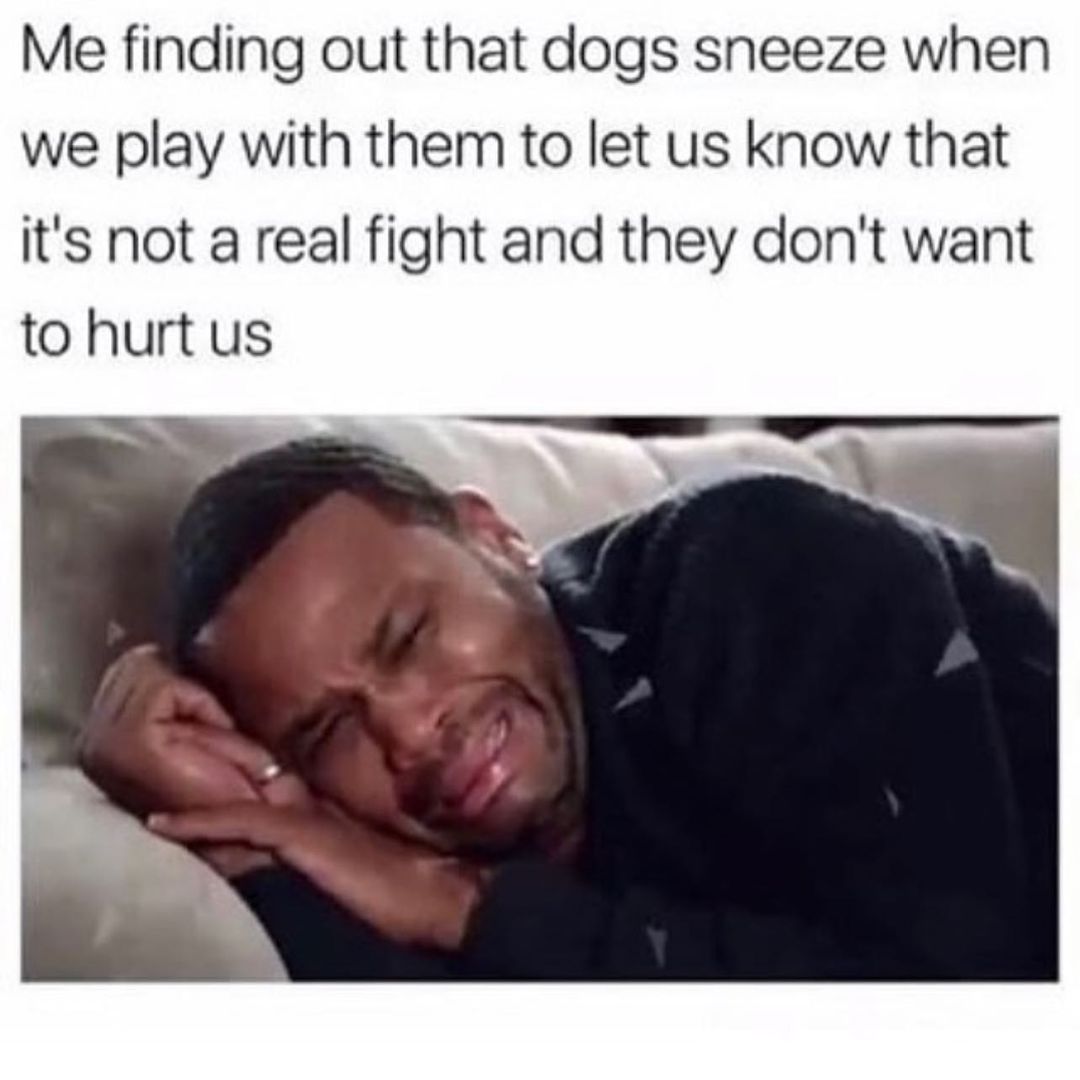 Me finding out that dogs sneeze when
we play with them to let us know that
it's not a real fight and they don't want
to hurt us